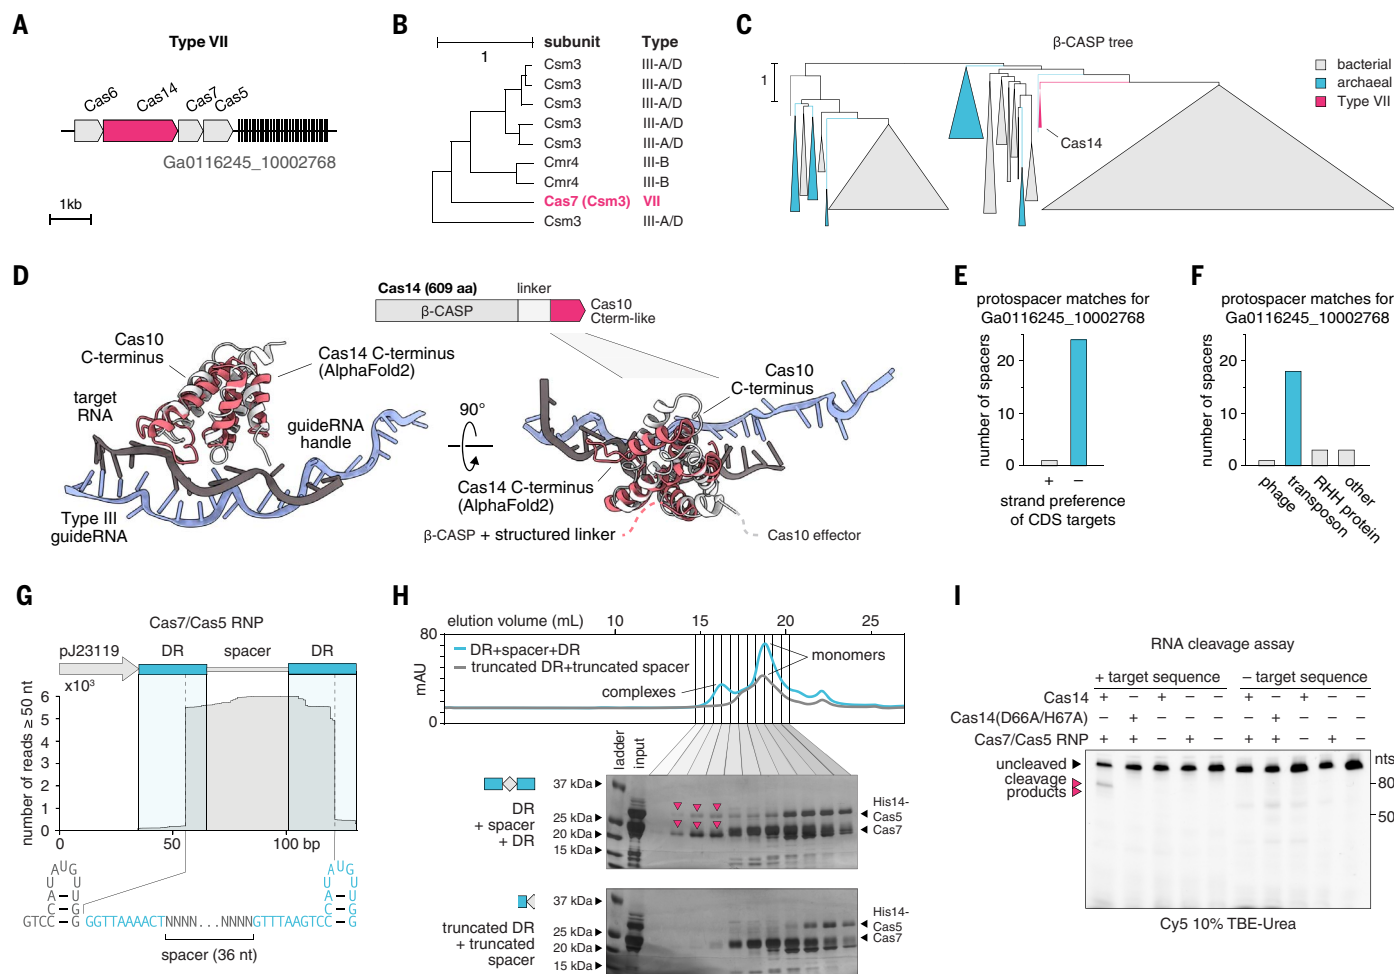 A
Type VII
Cas6
Cas14
Cas7
Cas5
Ga0116245_10002768
1kb
B
subunit Type
1
Csm3 III-A/D
Csm3 III-A/D
Csm3 III-A/D
Csm3 III-A/D
Csm3 III-A/D
Cmr4 III-B
Cmr4 III-B
Cas7 (Csm3) VII
Csm3 III-A/D
C
β-CASP tree
1
bacterial
archaeal
Type VII
Cas14
D
Cas14 (609 aa)
linker
β-CASP
Cas10
Cterm-like
Cas10
C-terminus
Cas14 C-terminus
(AlphaFold2)
target
RNA
guideRNA
handle
Type III
guideRNA
90°
Cas10
C-terminus
Cas14 C-terminus
(AlphaFold2)
β-CASP + structured linker
Cas10 effector
E
protospacer matches for
Ga0116245_10002768
number of spacers
20
10
0
+ −
strand preference
of CDS targets
F
protospacer matches for
Ga0116245_10002768
number of spacers
20
10
0
phage
transposon
RHH protein
other
G
Cas7/Cas5 RNP
pJ23119
DR
spacer
DR
x10³
number of reads ≥ 50 nt
6
5
4
3
2
1
0
0
50
100 bp
A U G
U U
A U
C G
GTCC G GGTTAAAACTNNNN...NNNNGTTTAAGTCC G
A U G
U U
A U
C G
spacer (36 nt)
H
elution volume (mL) 10 15 20 25
80
mAU
0
DR+spacer+DR
truncated DR+truncated spacer
monomers
complexes
ladder
input
37 kDa
25 kDa
20 kDa
15 kDa
DR
+ spacer
+ DR
His14-
Cas5
Cas7
37 kDa
25 kDa
20 kDa
15 kDa
truncated DR
+ truncated
spacer
His14-
Cas5
Cas7
I
RNA cleavage assay
+ target sequence − target sequence
Cas14 + − + − − + − + − −
Cas14(D66A/H67A) − + − − − − + − − −
Cas7/Cas5 RNP + + − + − + + − + −
uncleaved
cleavage
products
nts
80
50
Cy5 10% TBE-Urea